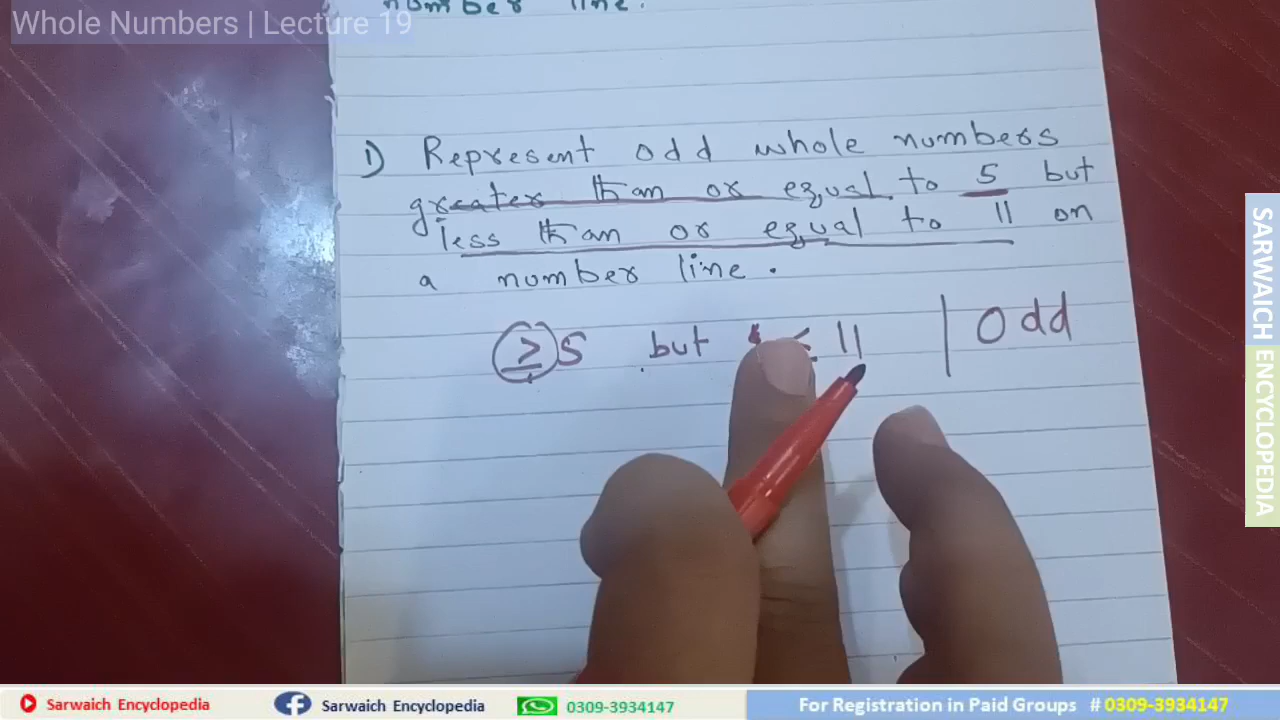 Whole Numbers | Lecture 19
number line.
1) Represent odd whole numbers
greater than or equal to 5 but
less than or equal to 11 on
a number line.
≥ 5 but ≤ 11 | Odd
SARWAICH ENCYCLOPEDIA
Sarwaich Encyclopedia Sarwaich Encyclopedia 0309-3934147 For Registration in Paid Groups # 0309-3934147